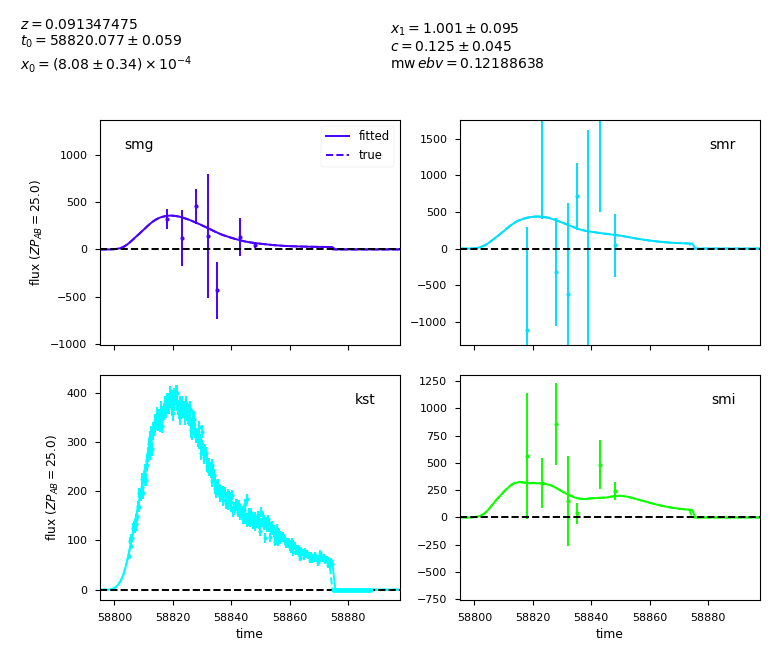 z = 0.091347475
t₀ = 58820.077 ± 0.059
x₀ = (8.08 ± 0.34) × 10⁻⁴
x₁ = 1.001 ± 0.095
c = 0.125 ± 0.045
mw ebv = 0.12188638
smg
fitted
true
1000
500
0
−500
−1000
flux (ZP_AB = 25.0)
smr
1500
1000
500
0
−500
−1000
kst
400
300
200
100
0
flux (ZP_AB = 25.0)
58800 58820 58840 58860 58880
time
smi
1250
1000
750
500
250
0
−250
−500
−750
58800 58820 58840 58860 58880
time